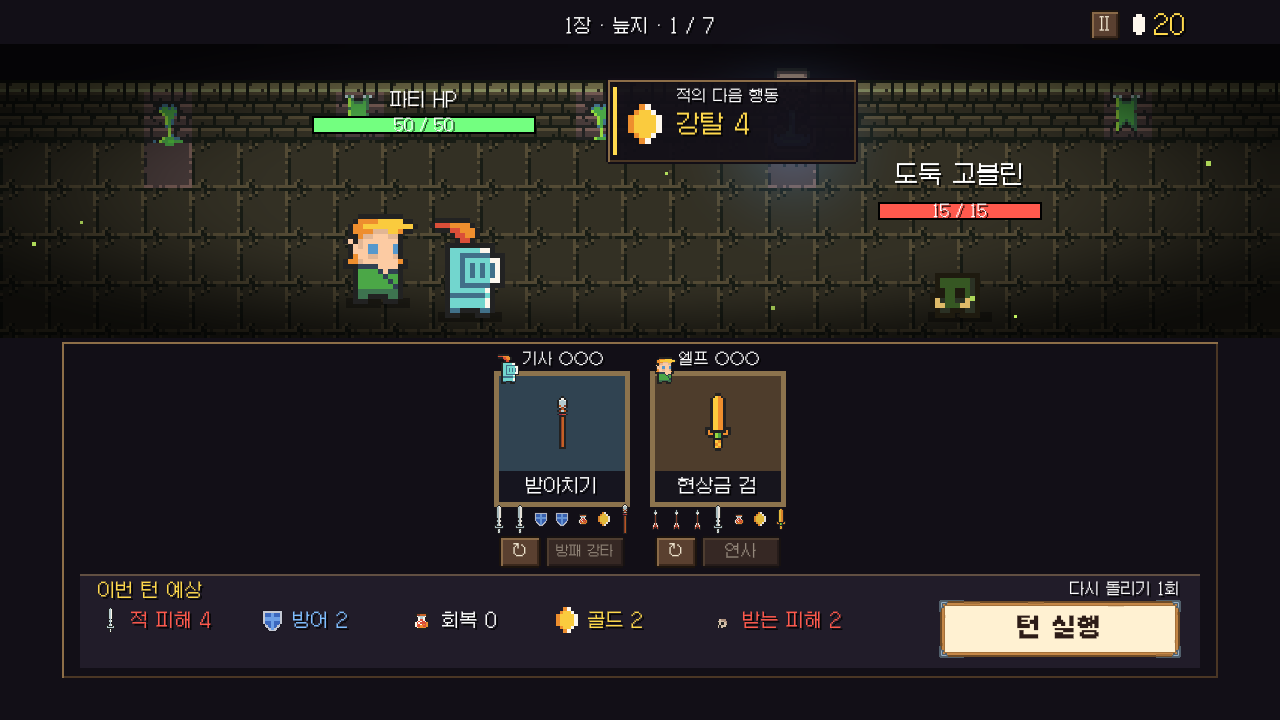 1장 · 늪지 · 1 / 7
II
20
파티 HP
50 / 50
적의 다음 행동
강탈 4
도둑 고블린
15 / 15
기사 ○○○
엘프 ○○○
받아치기
현상금 검
↻
방패 강타
↻
연사
이번 턴 예상
다시 돌리기 1회
적 피해 4
방어 2
회복 0
골드 2
받는 피해 2
턴 실행